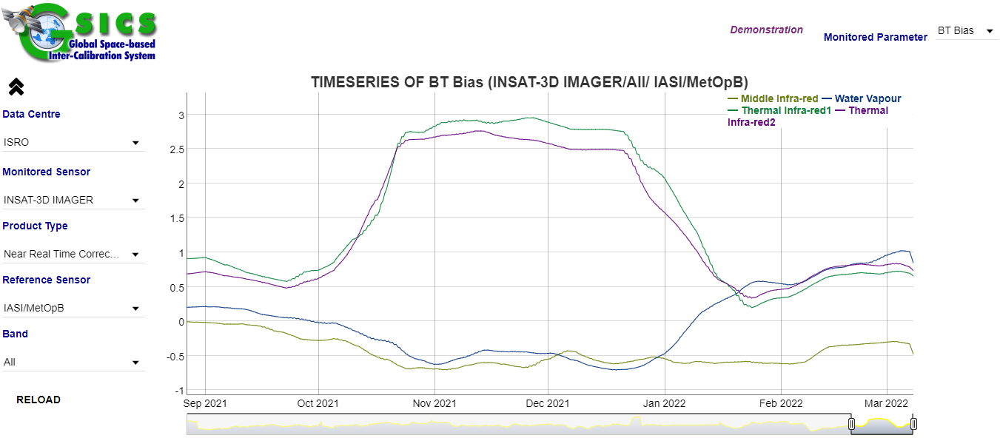 GSICS
Global Space-based
Inter-Calibration System
Demonstration
Monitored Parameter
BT Bias
TIMESERIES OF BT Bias (INSAT-3D IMAGER/All/ IASI/MetOpB)
Middle Infra-red Water Vapour
Thermal Infra-red1 Thermal
Infra-red2
Data Centre
ISRO
Monitored Sensor
INSAT-3D IMAGER
Product Type
Near Real Time Correc...
Reference Sensor
IASI/MetOpB
Band
All
RELOAD
3
2.5
2
1.5
1
0.5
0
-0.5
-1
Sep 2021 Oct 2021 Nov 2021 Dec 2021 Jan 2022 Feb 2022 Mar 2022